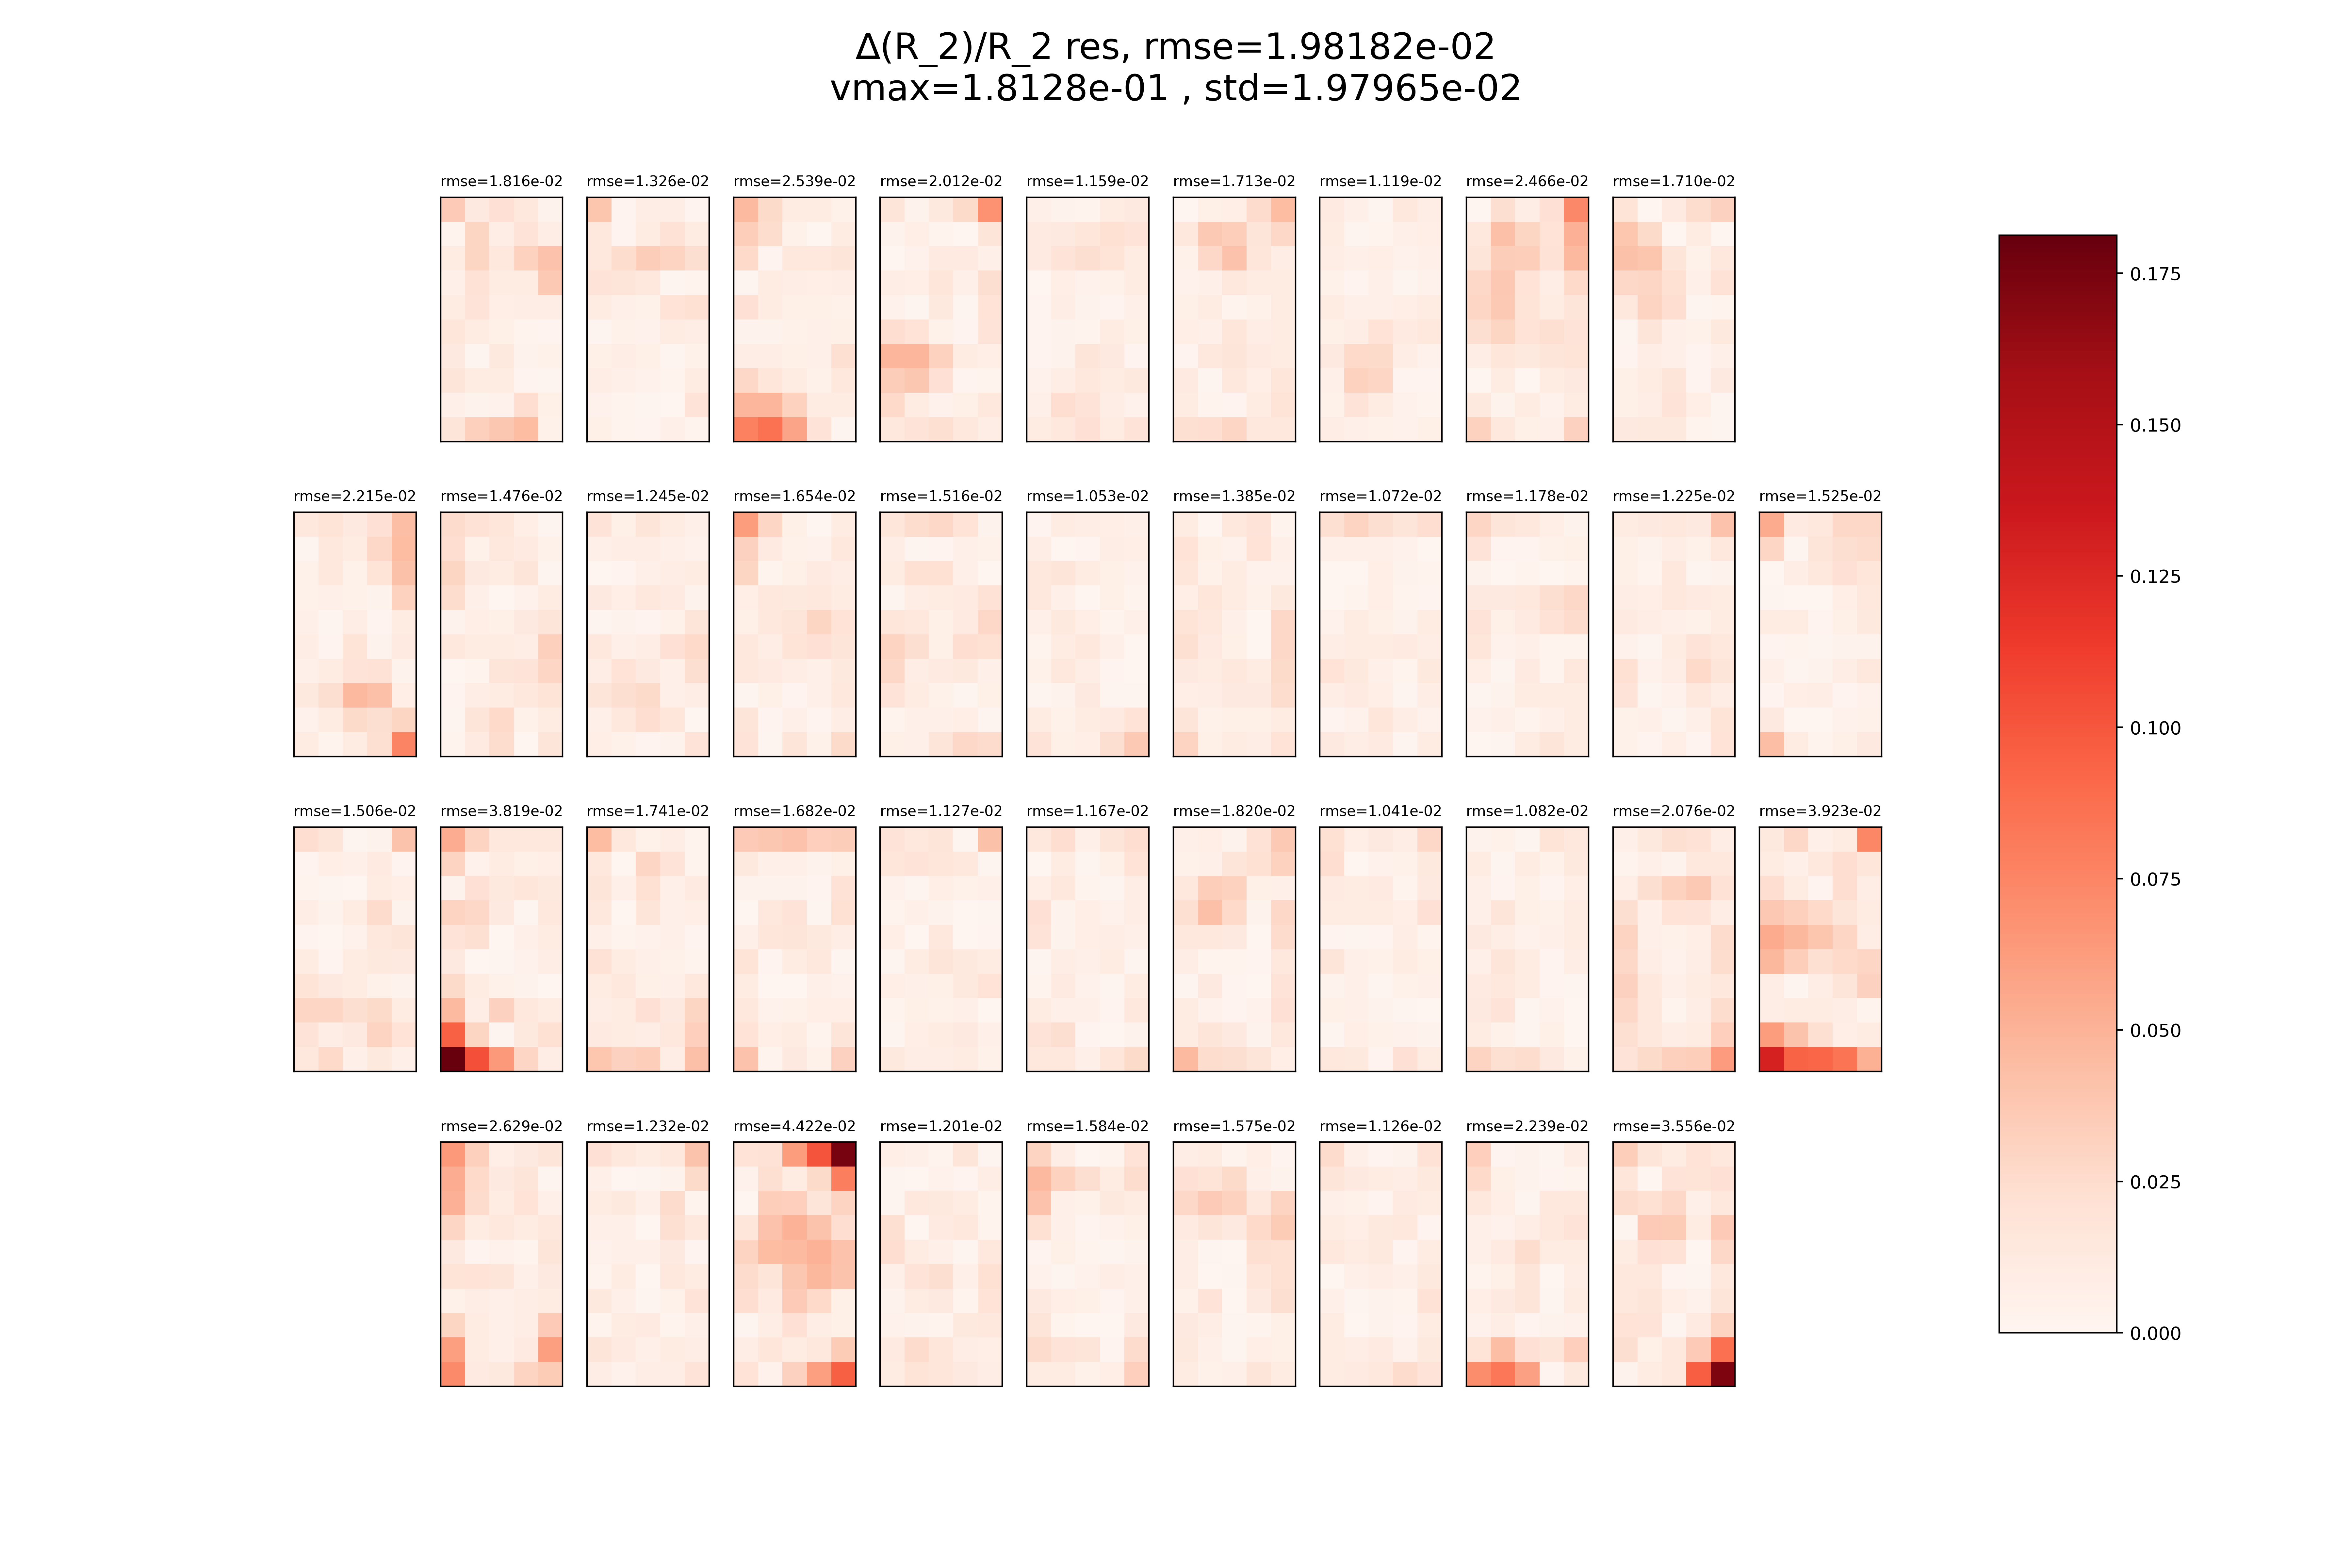 Δ(R_2)/R_2 res, rmse=1.98182e-02
vmax=1.8128e-01 , std=1.97965e-02
rmse=1.816e-02 rmse=1.326e-02 rmse=2.539e-02 rmse=2.012e-02 rmse=1.159e-02 rmse=1.713e-02 rmse=1.119e-02 rmse=2.466e-02 rmse=1.710e-02
rmse=2.215e-02 rmse=1.476e-02 rmse=1.245e-02 rmse=1.654e-02 rmse=1.516e-02 rmse=1.053e-02 rmse=1.385e-02 rmse=1.072e-02 rmse=1.178e-02 rmse=1.225e-02 rmse=1.525e-02
rmse=1.506e-02 rmse=3.819e-02 rmse=1.741e-02 rmse=1.682e-02 rmse=1.127e-02 rmse=1.167e-02 rmse=1.820e-02 rmse=1.041e-02 rmse=1.082e-02 rmse=2.076e-02 rmse=3.923e-02
rmse=2.629e-02 rmse=1.232e-02 rmse=4.422e-02 rmse=1.201e-02 rmse=1.584e-02 rmse=1.575e-02 rmse=1.126e-02 rmse=2.239e-02 rmse=3.556e-02
0.175
0.150
0.125
0.100
0.075
0.050
0.025
0.000